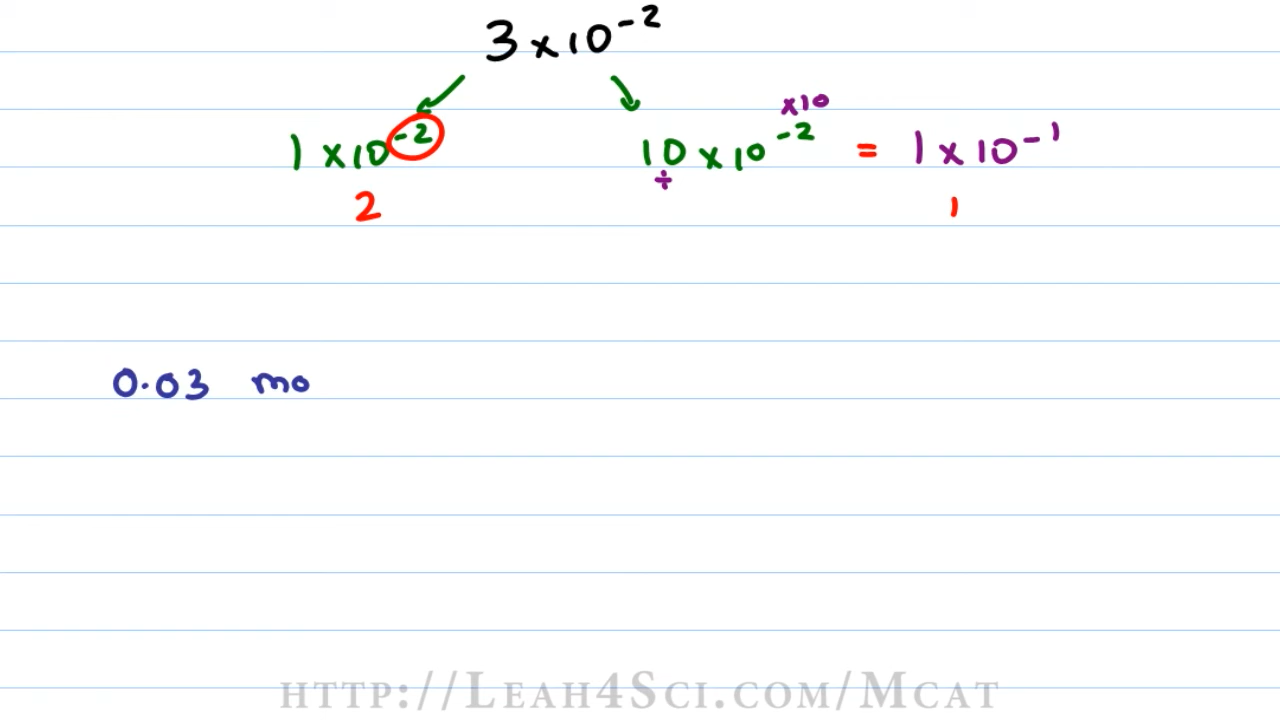 3 x 10⁻²
x10
1 x 10⁻² 10 x 10⁻² = 1 x 10⁻¹
÷
2 1
0.03 mo
HTTP://LEAH4SCI.COM/MCAT